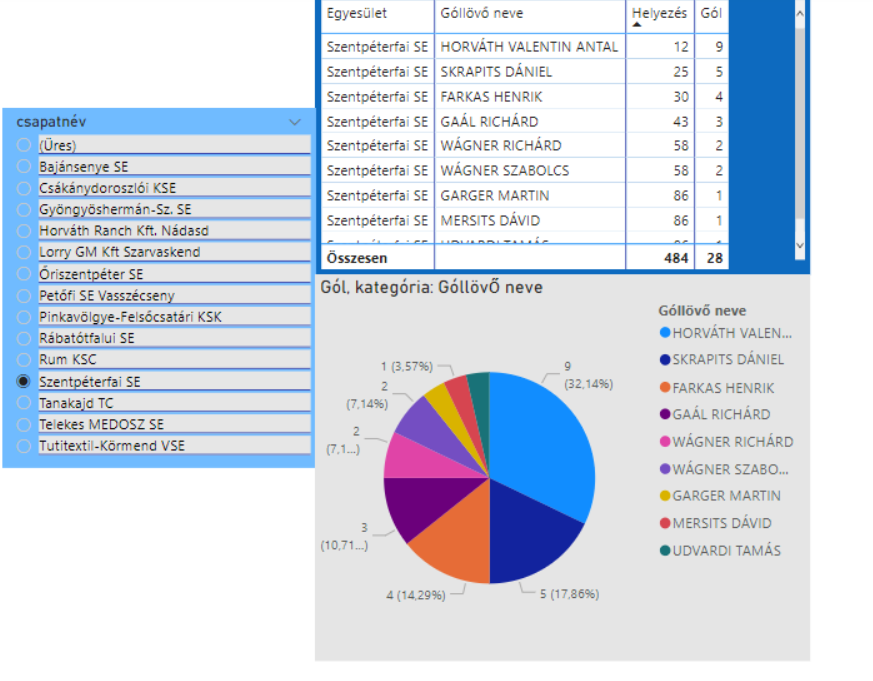 Egyesület Góllövő neve Helyezés Gól
Szentpéterfai SE HORVÁTH VALENTIN ANTAL 12 9
Szentpéterfai SE SKRAPITS DÁNIEL 25 5
Szentpéterfai SE FARKAS HENRIK 30 4
Szentpéterfai SE GAÁL RICHÁRD 43 3
Szentpéterfai SE WÁGNER RICHÁRD 58 2
Szentpéterfai SE WÁGNER SZABOLCS 58 2
Szentpéterfai SE GARGER MARTIN 86 1
Szentpéterfai SE MERSITS DÁVID 86 1
Összesen 484 28
csapatnév
(Üres)
Bajánsenye SE
Csákánydoroszlói KSE
Gyöngyöshermán-Sz. SE
Horváth Ranch Kft. Nádasd
Lorry GM Kft Szarvaskend
Őriszentpéter SE
Petőfi SE Vasszécseny
Pinkavölgye-Felsőcsatári KSK
Rábatótfalui SE
Rum KSC
Szentpéterfai SE
Tanakajd TC
Telekes MEDOSZ SE
Tutitextil-Körmend VSE
Gól, kategória: GóllövŐ neve
1 (3,57%)
2
(7,14%)
2
(7,1...)
3
(10,71...)
4 (14,29%)
5 (17,86%)
9
(32,14%)
Góllövő neve
HORVÁTH VALEN...
SKRAPITS DÁNIEL
FARKAS HENRIK
GAÁL RICHÁRD
WÁGNER RICHÁRD
WÁGNER SZABO...
GARGER MARTIN
MERSITS DÁVID
UDVARDI TAMÁS